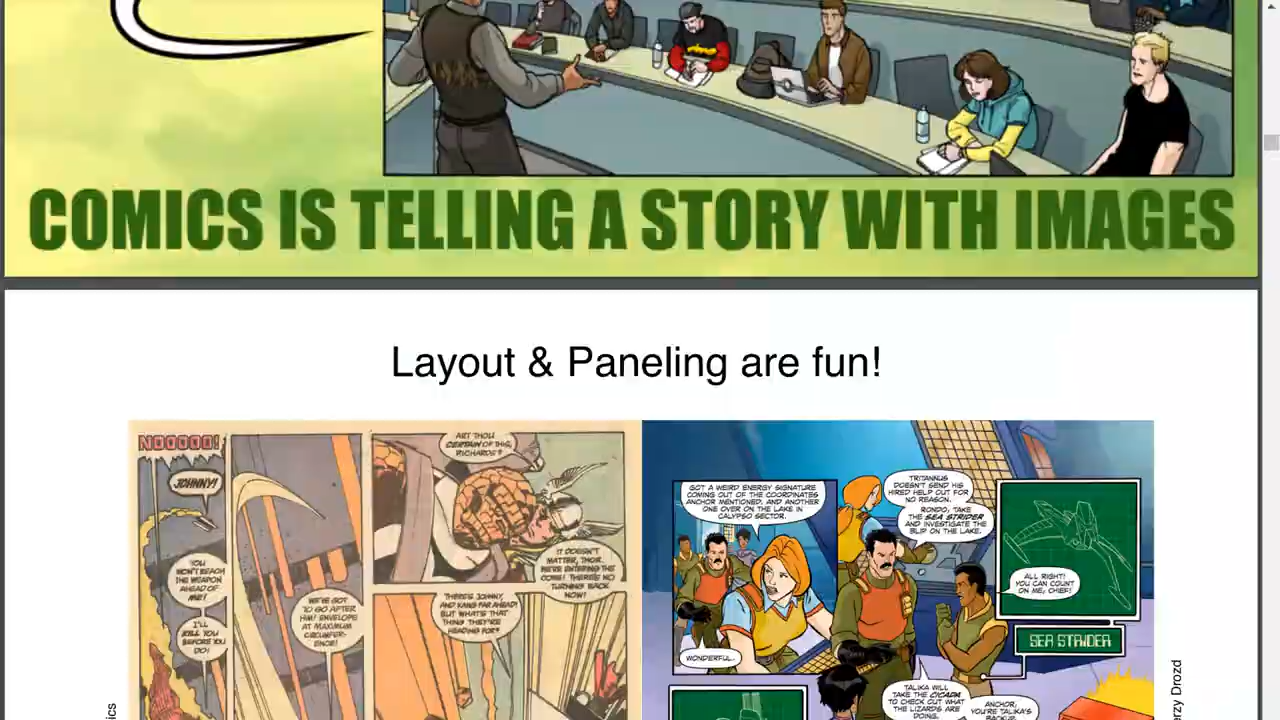 COMICS IS TELLING A STORY WITH IMAGES
Layout & Paneling are fun!
NOOOOO!
JOHNNY!
YOU
WON'T REACH
THE WEAPON
AHEAD OF
ME!
I'LL
KILL YOU
BEFORE YOU
DO!
WE'VE GOT
TO GO AFTER
HIM! ENVELOPE
AT MAXIMUM
CIRCUMFER-
ENCE!
ART THOU
CERTAIN OF THIS,
RICHARDS?
IT DOESN'T
MATTER, THOR.
WE'RE ENTERING THE
CONE! THERE'S NO
TURNING BACK
NOW!
THERE'S JOHNNY,
AND KANG FAR AHEAD!
BUT WHAT'S THAT
THING THEY'RE
HEADING FOR?
GOT A WEIRD ENERGY SIGNATURE
COMING OUT OF THE COORDINATES
ANCHOR MENTIONED, AND ANOTHER
ONE OVER ON THE LAKE IN
CALYPSO SECTOR.
WONDERFUL.
TRITANNUS
DOESN'T SEND HIS
HIRED HELP OUT FOR
NO REASON.
RONDO, TAKE
THE SEA STRIDER
AND INVESTIGATE THE
BLIP ON THE LAKE.
ALL RIGHT!
YOU CAN COUNT
ON ME, CHIEF!
SEA STRIDER
TALIKA WILL
TAKE THE CICADA
TO CHECK OUT WHAT
THE LIZARDS ARE
DOING.
ANCHOR,
YOU'RE TALIKA'S
BACKUP.
ics
erzy Drozd